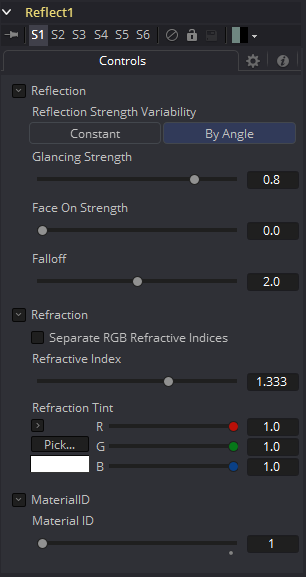 Reflect1
S1 S2 S3 S4 S5 S6
Controls
Reflection
Reflection Strength Variability
Constant By Angle
Glancing Strength
0.8
Face On Strength
0.0
Falloff
2.0
Refraction
Separate RGB Refractive Indices
Refractive Index
1.333
Refraction Tint
R 1.0
Pick... G 1.0
B 1.0
MaterialID
Material ID
1